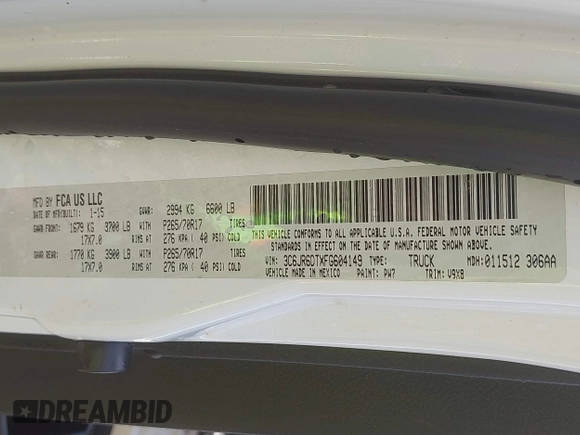 MFD BY FCA US LLC
DATE OF MFR(BUILT): 1-15 GVWR: 2994 KG 6600 LB
GAWR FRONT: 1679 KG 3700 LB WITH P265/70R17 TIRES
17X7.0 RIMS AT 276 KPA ( 40 PSI) COLD
GAWR REAR: 1770 KG 3900 LB WITH P265/70R17 TIRES
17X7.0 RIMS AT 276 KPA ( 40 PSI) COLD
THIS VEHICLE CONFORMS TO ALL APPLICABLE U.S.A. FEDERAL MOTOR VEHICLE SAFETY
STANDARDS IN EFFECT ON THE DATE OF MANUFACTURE SHOWN ABOVE.
VIN: 3C6JR6DTXFG604149 TYPE: TRUCK MDH: 011512 306AA
VEHICLE MADE IN MEXICO PAINT: PW7 TRIM: V9X8
DREAMBID